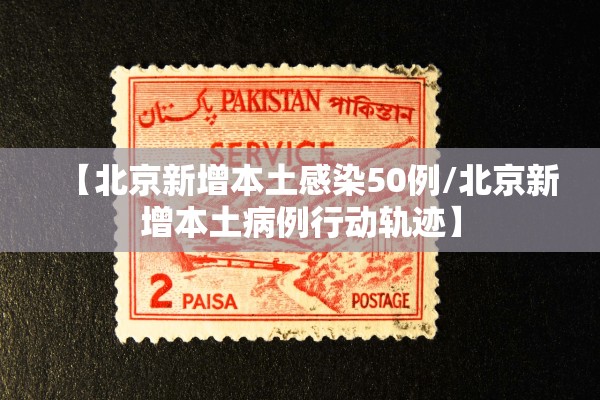 پاکستان PAKISTAN পাকিস্তান
SERVICE
【北京新增本土感染50例/北京新
增本土病例行动轨迹】
2 PAISA POSTAGE